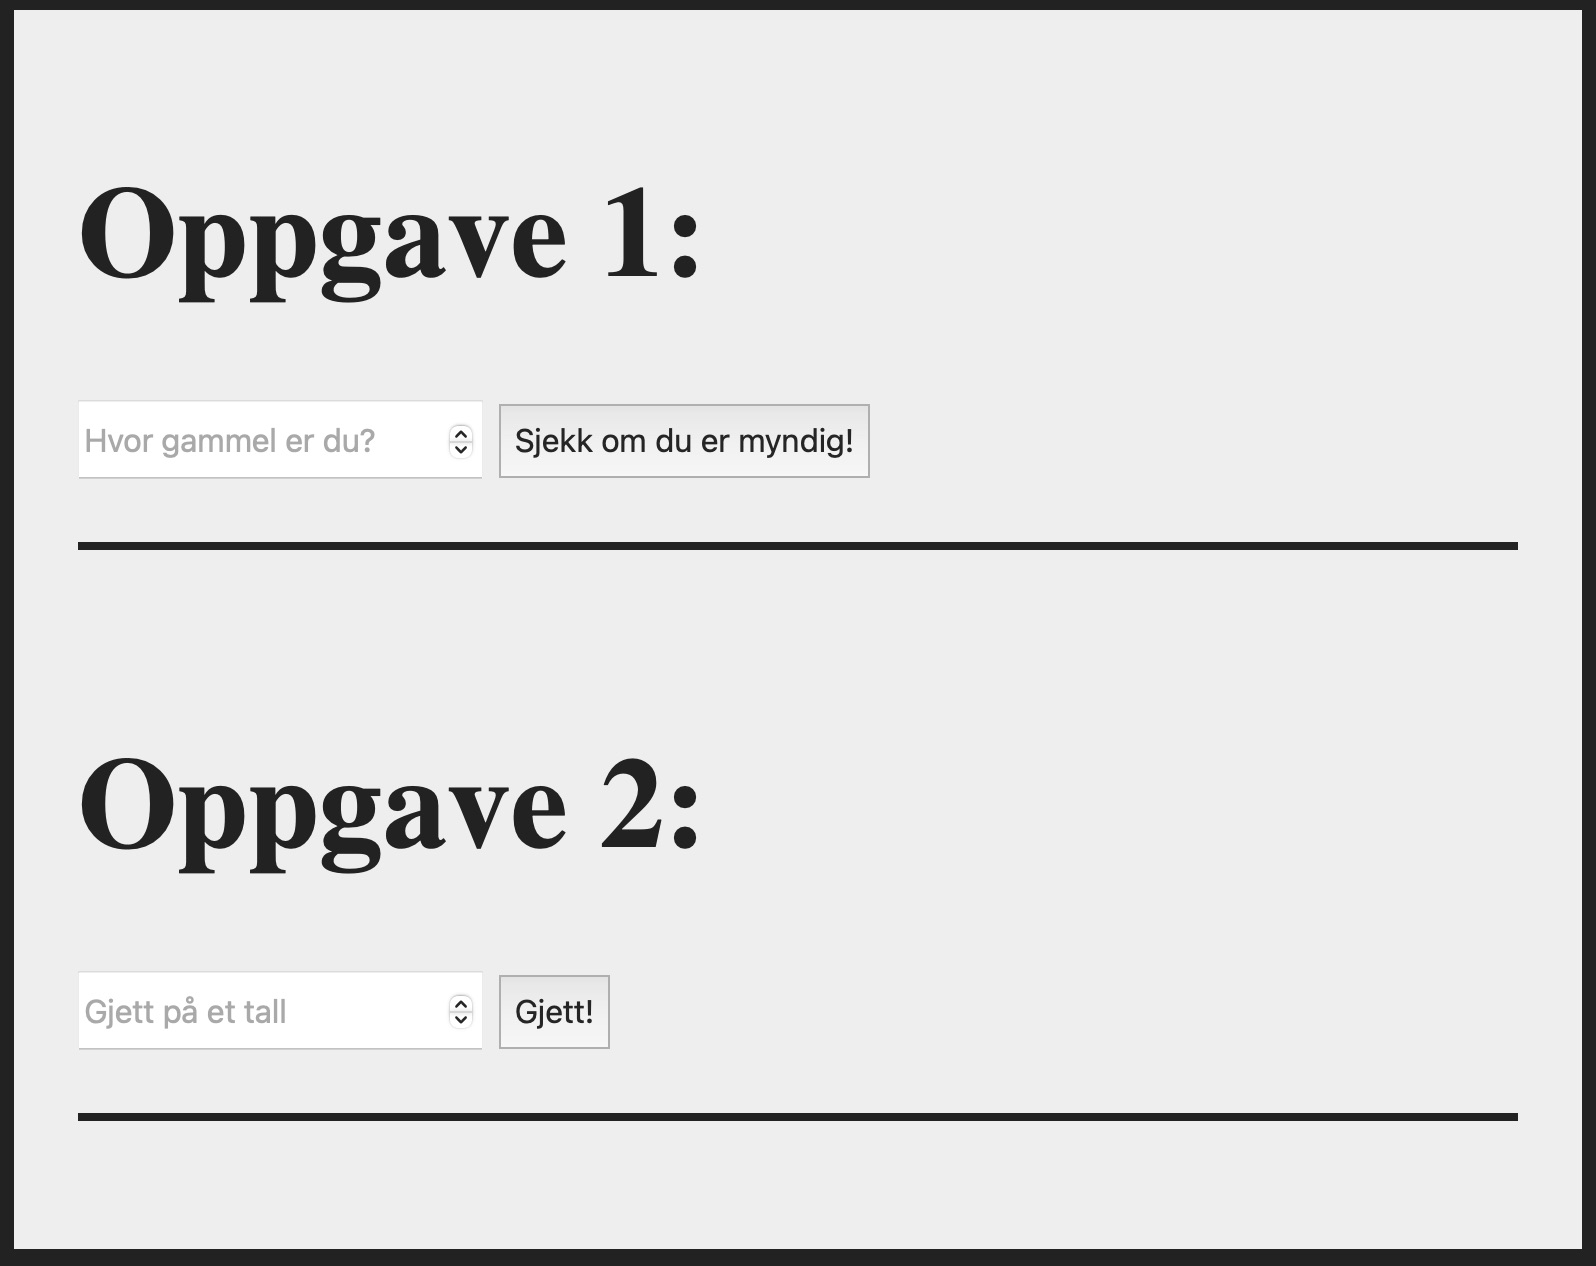 Oppgave 1:
Hvor gammel er du? Sjekk om du er myndig!
Oppgave 2:
Gjett på et tall Gjett!